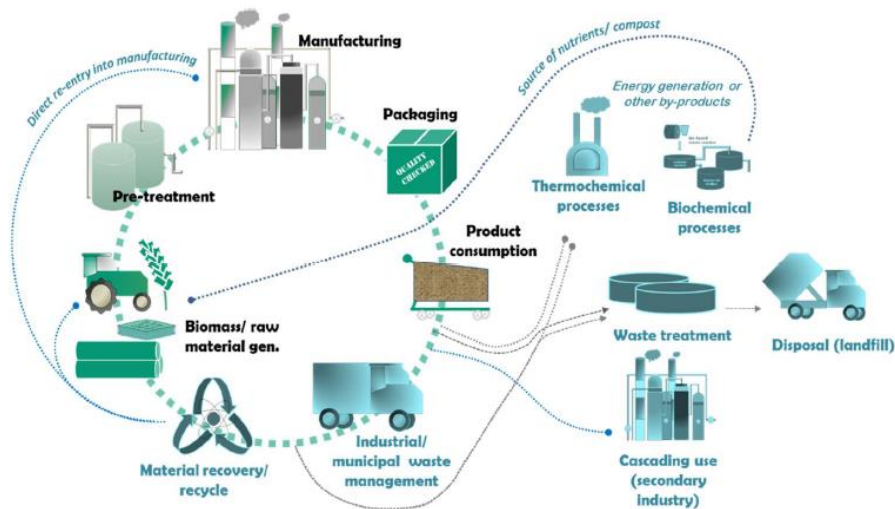 Manufacturing
Direct re-entry into manufacturing
Source of nutrients/ compost
Energy generation or
other by-products
Packaging
QUALITY
CHECKED
Pre-treatment
Thermochemical
processes
Biochemical
processes
Product
consumption
Biomass/ raw
material gen.
Waste treatment
Disposal (landfill)
Industrial/
municipal waste
management
Material recovery/
recycle
Cascading use
(secondary
industry)